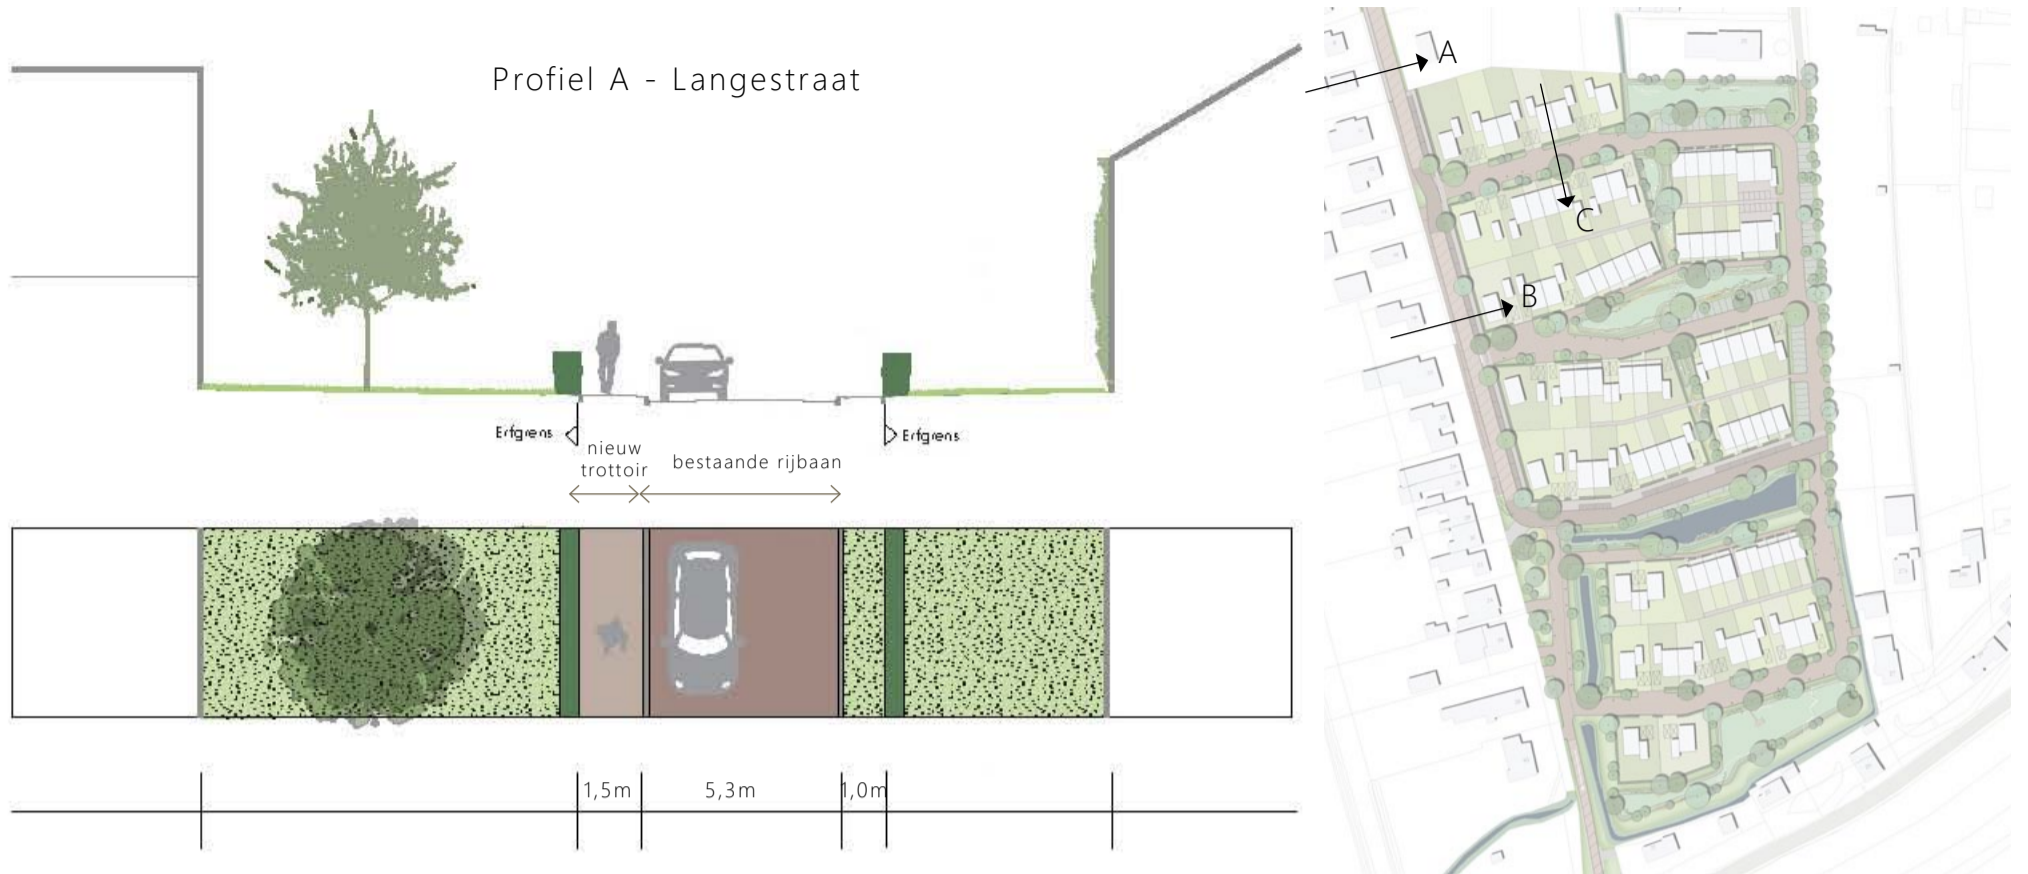 Profiel A - Langestraat
Erfgrens
Erfgrens
nieuw
trottoir
bestaande rijbaan
1,5m
5,3m
1,0m
A
C
B